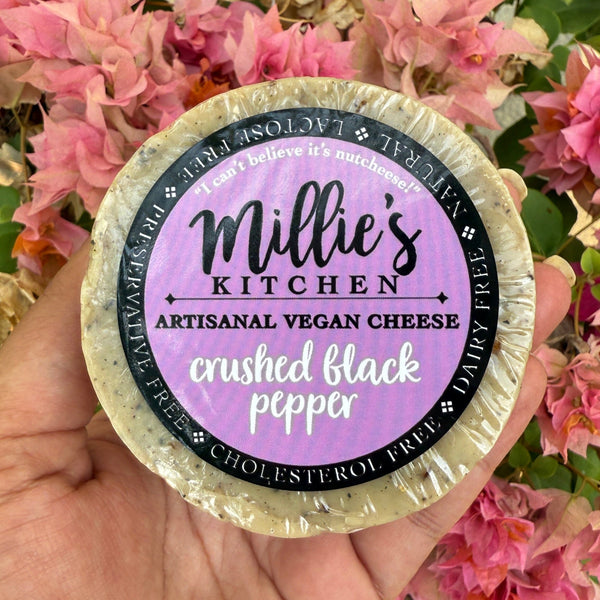 "I can't believe it's nutcheese!"
Millie's
KITCHEN
ARTISANAL VEGAN CHEESE
crushed black
pepper
PRESERVATIVE FREE ❖ LACTOSE FREE ❖ NATURAL ❖ DAIRY FREE ❖ CHOLESTEROL FREE ❖